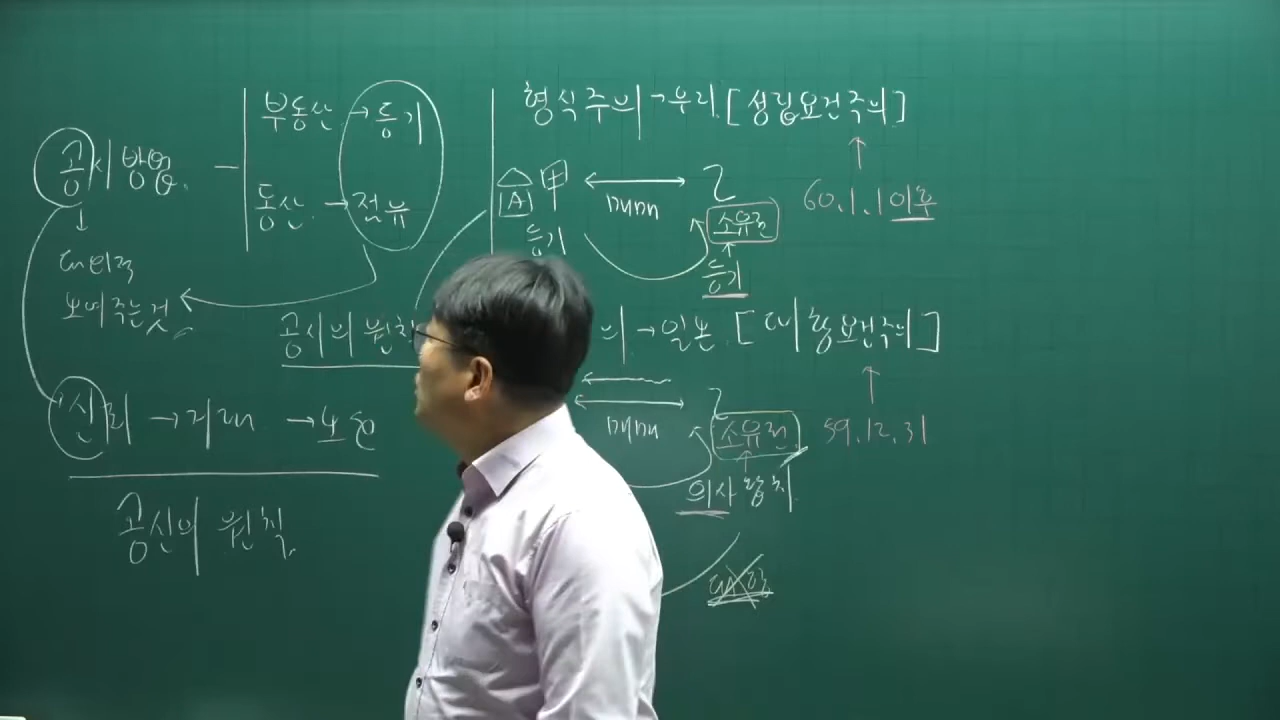 공시방법
부동산 → 등기
동산 → 점유
대외적
보여주는것
공시의 원칙
신뢰 → 거래 → 보호
공신의 원칙
형식주의 → 우리 [성립요건주의]
A 甲 매매 乙
60.1.1 이후
소유권
등기
등기
의 → 일본 [대항요건주의]
매매 乙
소유권 59.12.31
의사합치